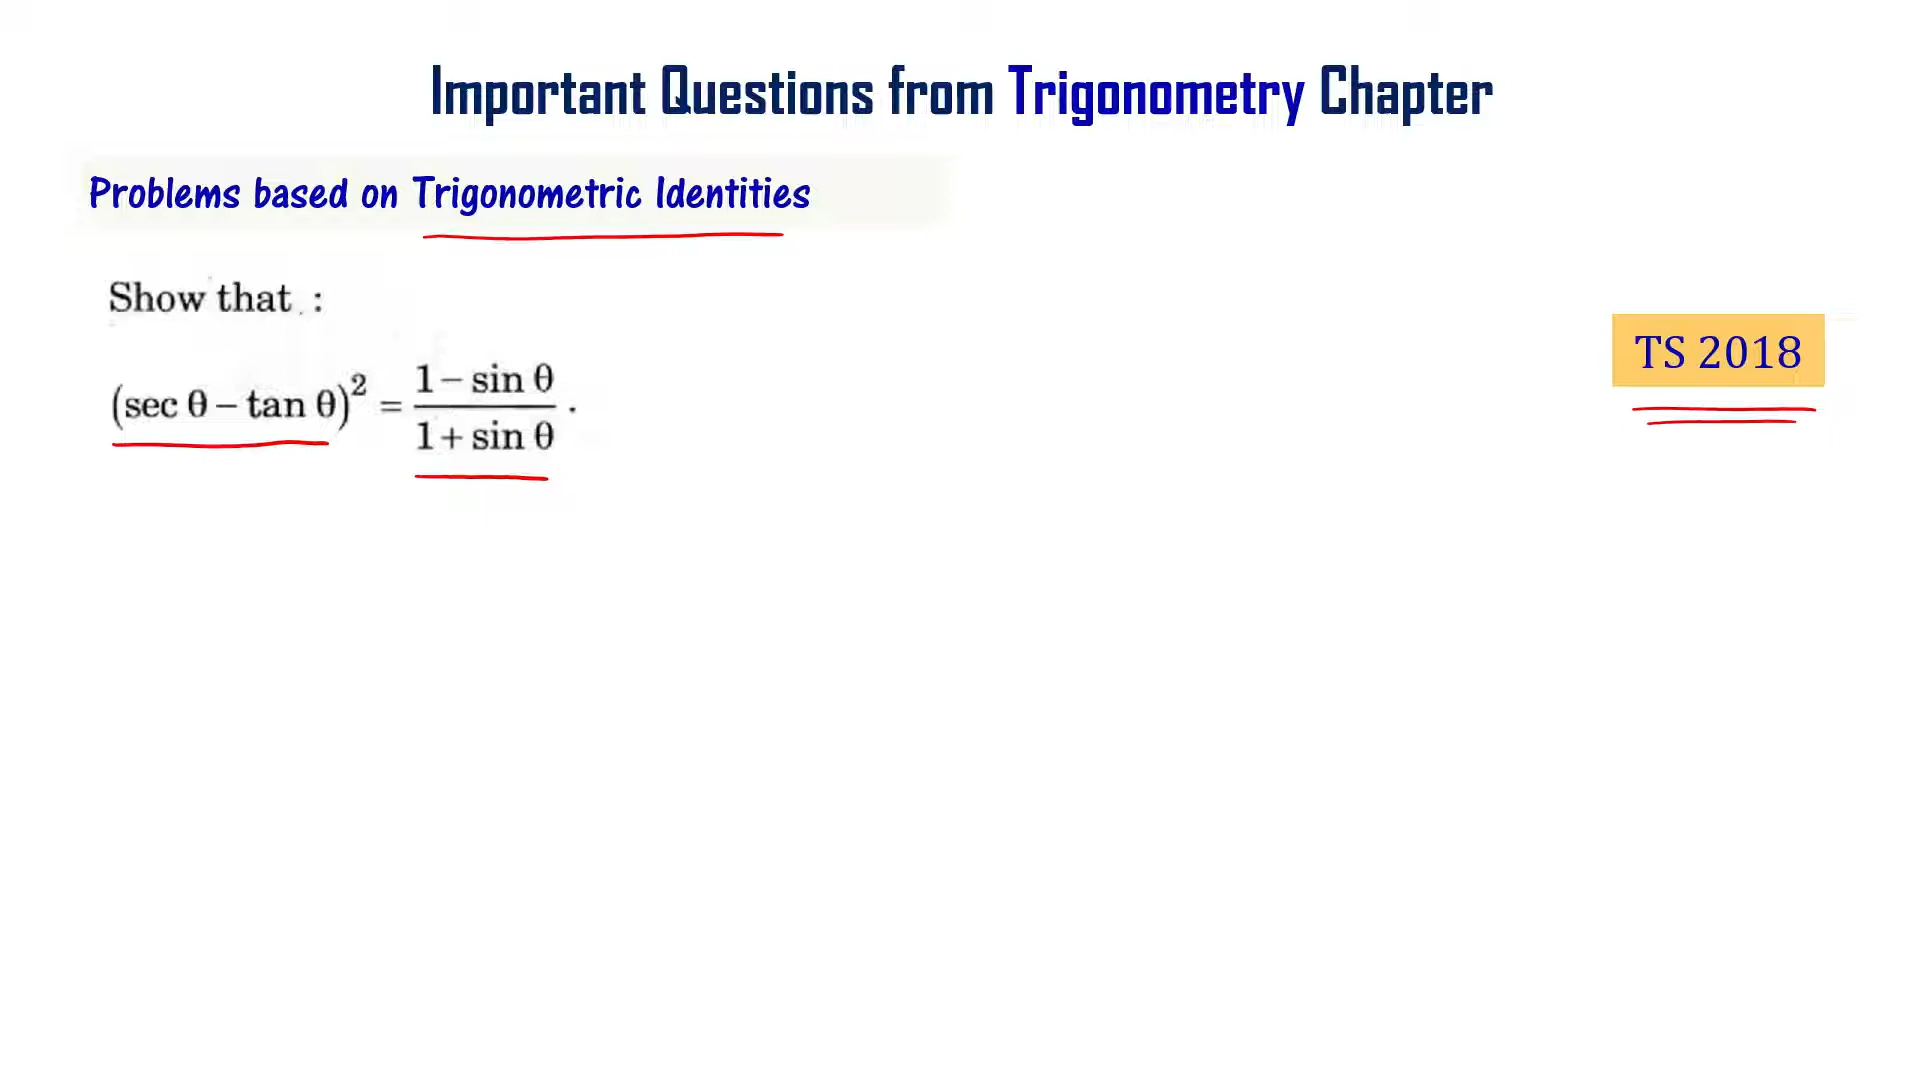 Important Questions from Trigonometry Chapter
Problems based on Trigonometric Identities
Show that :
TS 2018
(sec θ – tan θ)² = (1 – sin θ)/(1 + sin θ) .